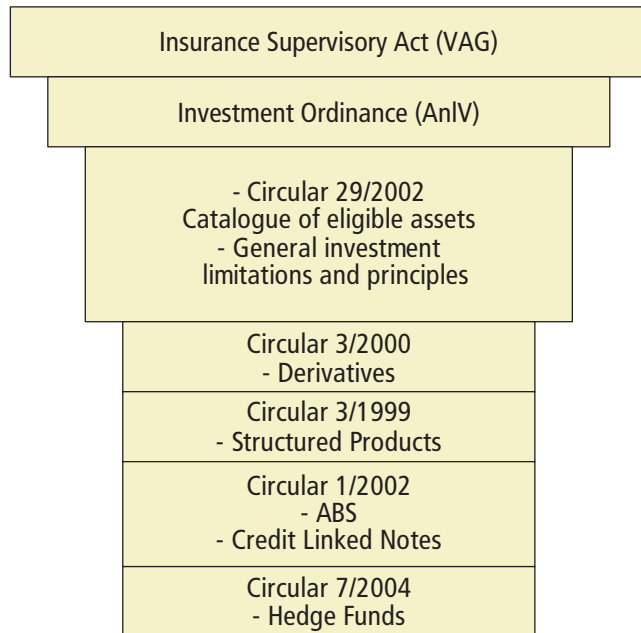 Insurance Supervisory Act (VAG)
Investment Ordinance (AnlV)
- Circular 29/2002
Catalogue of eligible assets
- General investment
limitations and principles
Circular 3/2000
- Derivatives
Circular 3/1999
- Structured Products
Circular 1/2002
- ABS
- Credit Linked Notes
Circular 7/2004
- Hedge Funds